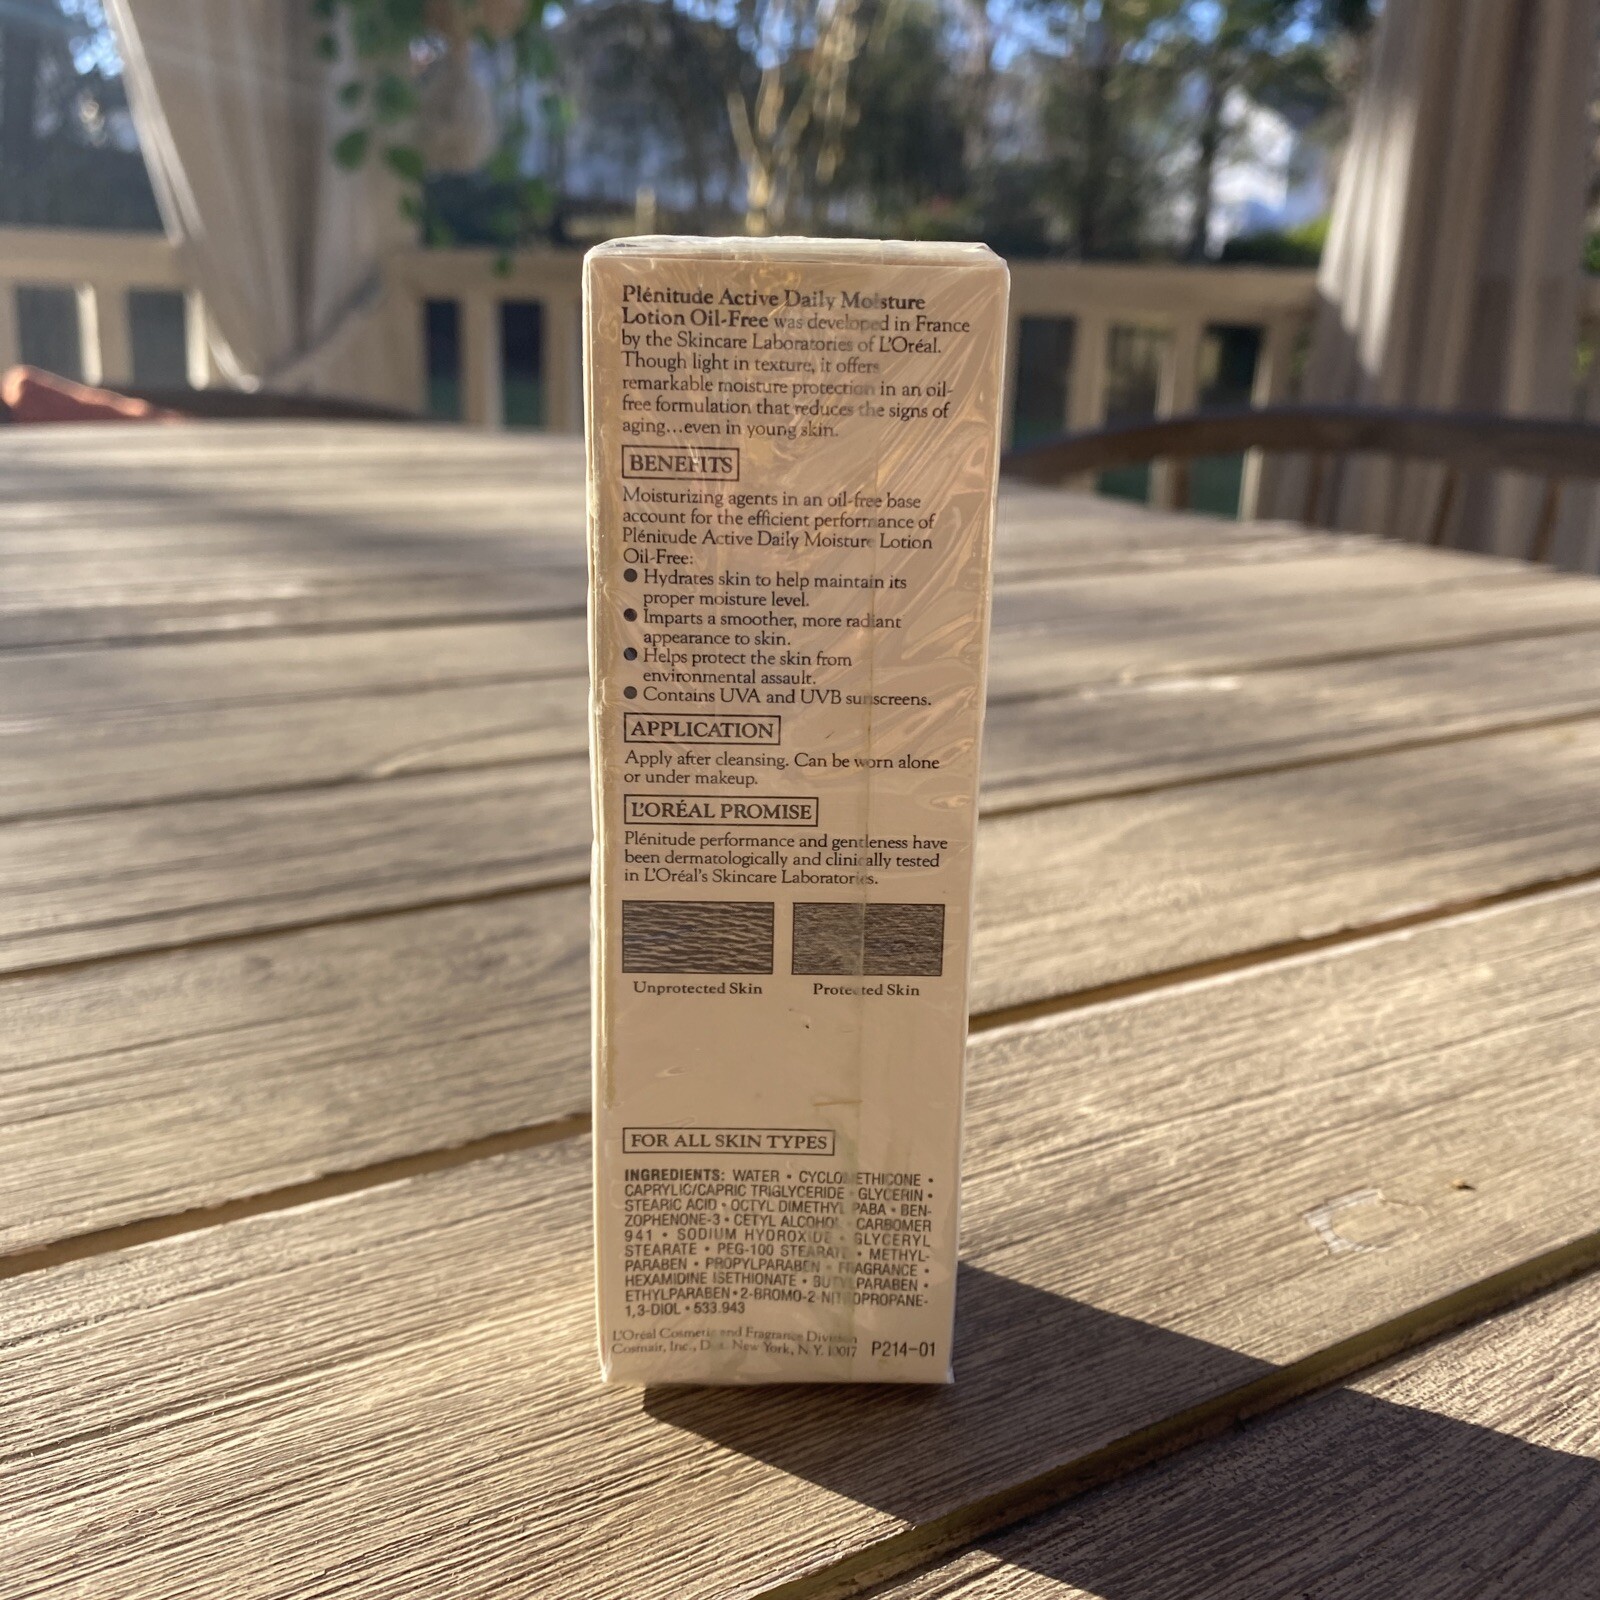 Plénitude Active Daily Moisture
Lotion Oil-Free was developed in France
by the Skincare Laboratories of L'Oréal.
Though light in texture, it offers
remarkable moisture protection in an oil-
free formulation that reduces the signs of
aging...even in young skin.
BENEFITS
Moisturizing agents in an oil-free base
account for the efficient performance of
Plénitude Active Daily Moisture Lotion
Oil-Free:
● Hydrates skin to help maintain its
proper moisture level.
● Imparts a smoother, more radiant
appearance to skin.
● Helps protect the skin from
environmental assault.
● Contains UVA and UVB sunscreens.
APPLICATION
Apply after cleansing. Can be worn alone
or under makeup.
L'ORÉAL PROMISE
Plénitude performance and gentleness have
been dermatologically and clinically tested
in L'Oréal's Skincare Laboratories.
Unprotected Skin Protected Skin
FOR ALL SKIN TYPES
INGREDIENTS: WATER • CYCLOMETHICONE •
CAPRYLIC/CAPRIC TRIGLYCERIDE • GLYCERIN •
STEARIC ACID • OCTYL DIMETHYL PABA • BEN-
ZOPHENONE-3 • CETYL ALCOHOL • CARBOMER
941 • SODIUM HYDROXIDE • GLYCERYL
STEARATE • PEG-100 STEARATE • METHYL-
PARABEN • PROPYLPARABEN • FRAGRANCE •
HEXAMIDINE ISETHIONATE • BUTYLPARABEN •
ETHYLPARABEN • 2-BROMO-2-NITROPROPANE-
1,3-DIOL • 533.943
L'Oréal Cosmetic and Fragrance Division
Cosmair, Inc., Dist. New York, N.Y. 10017 P214-01